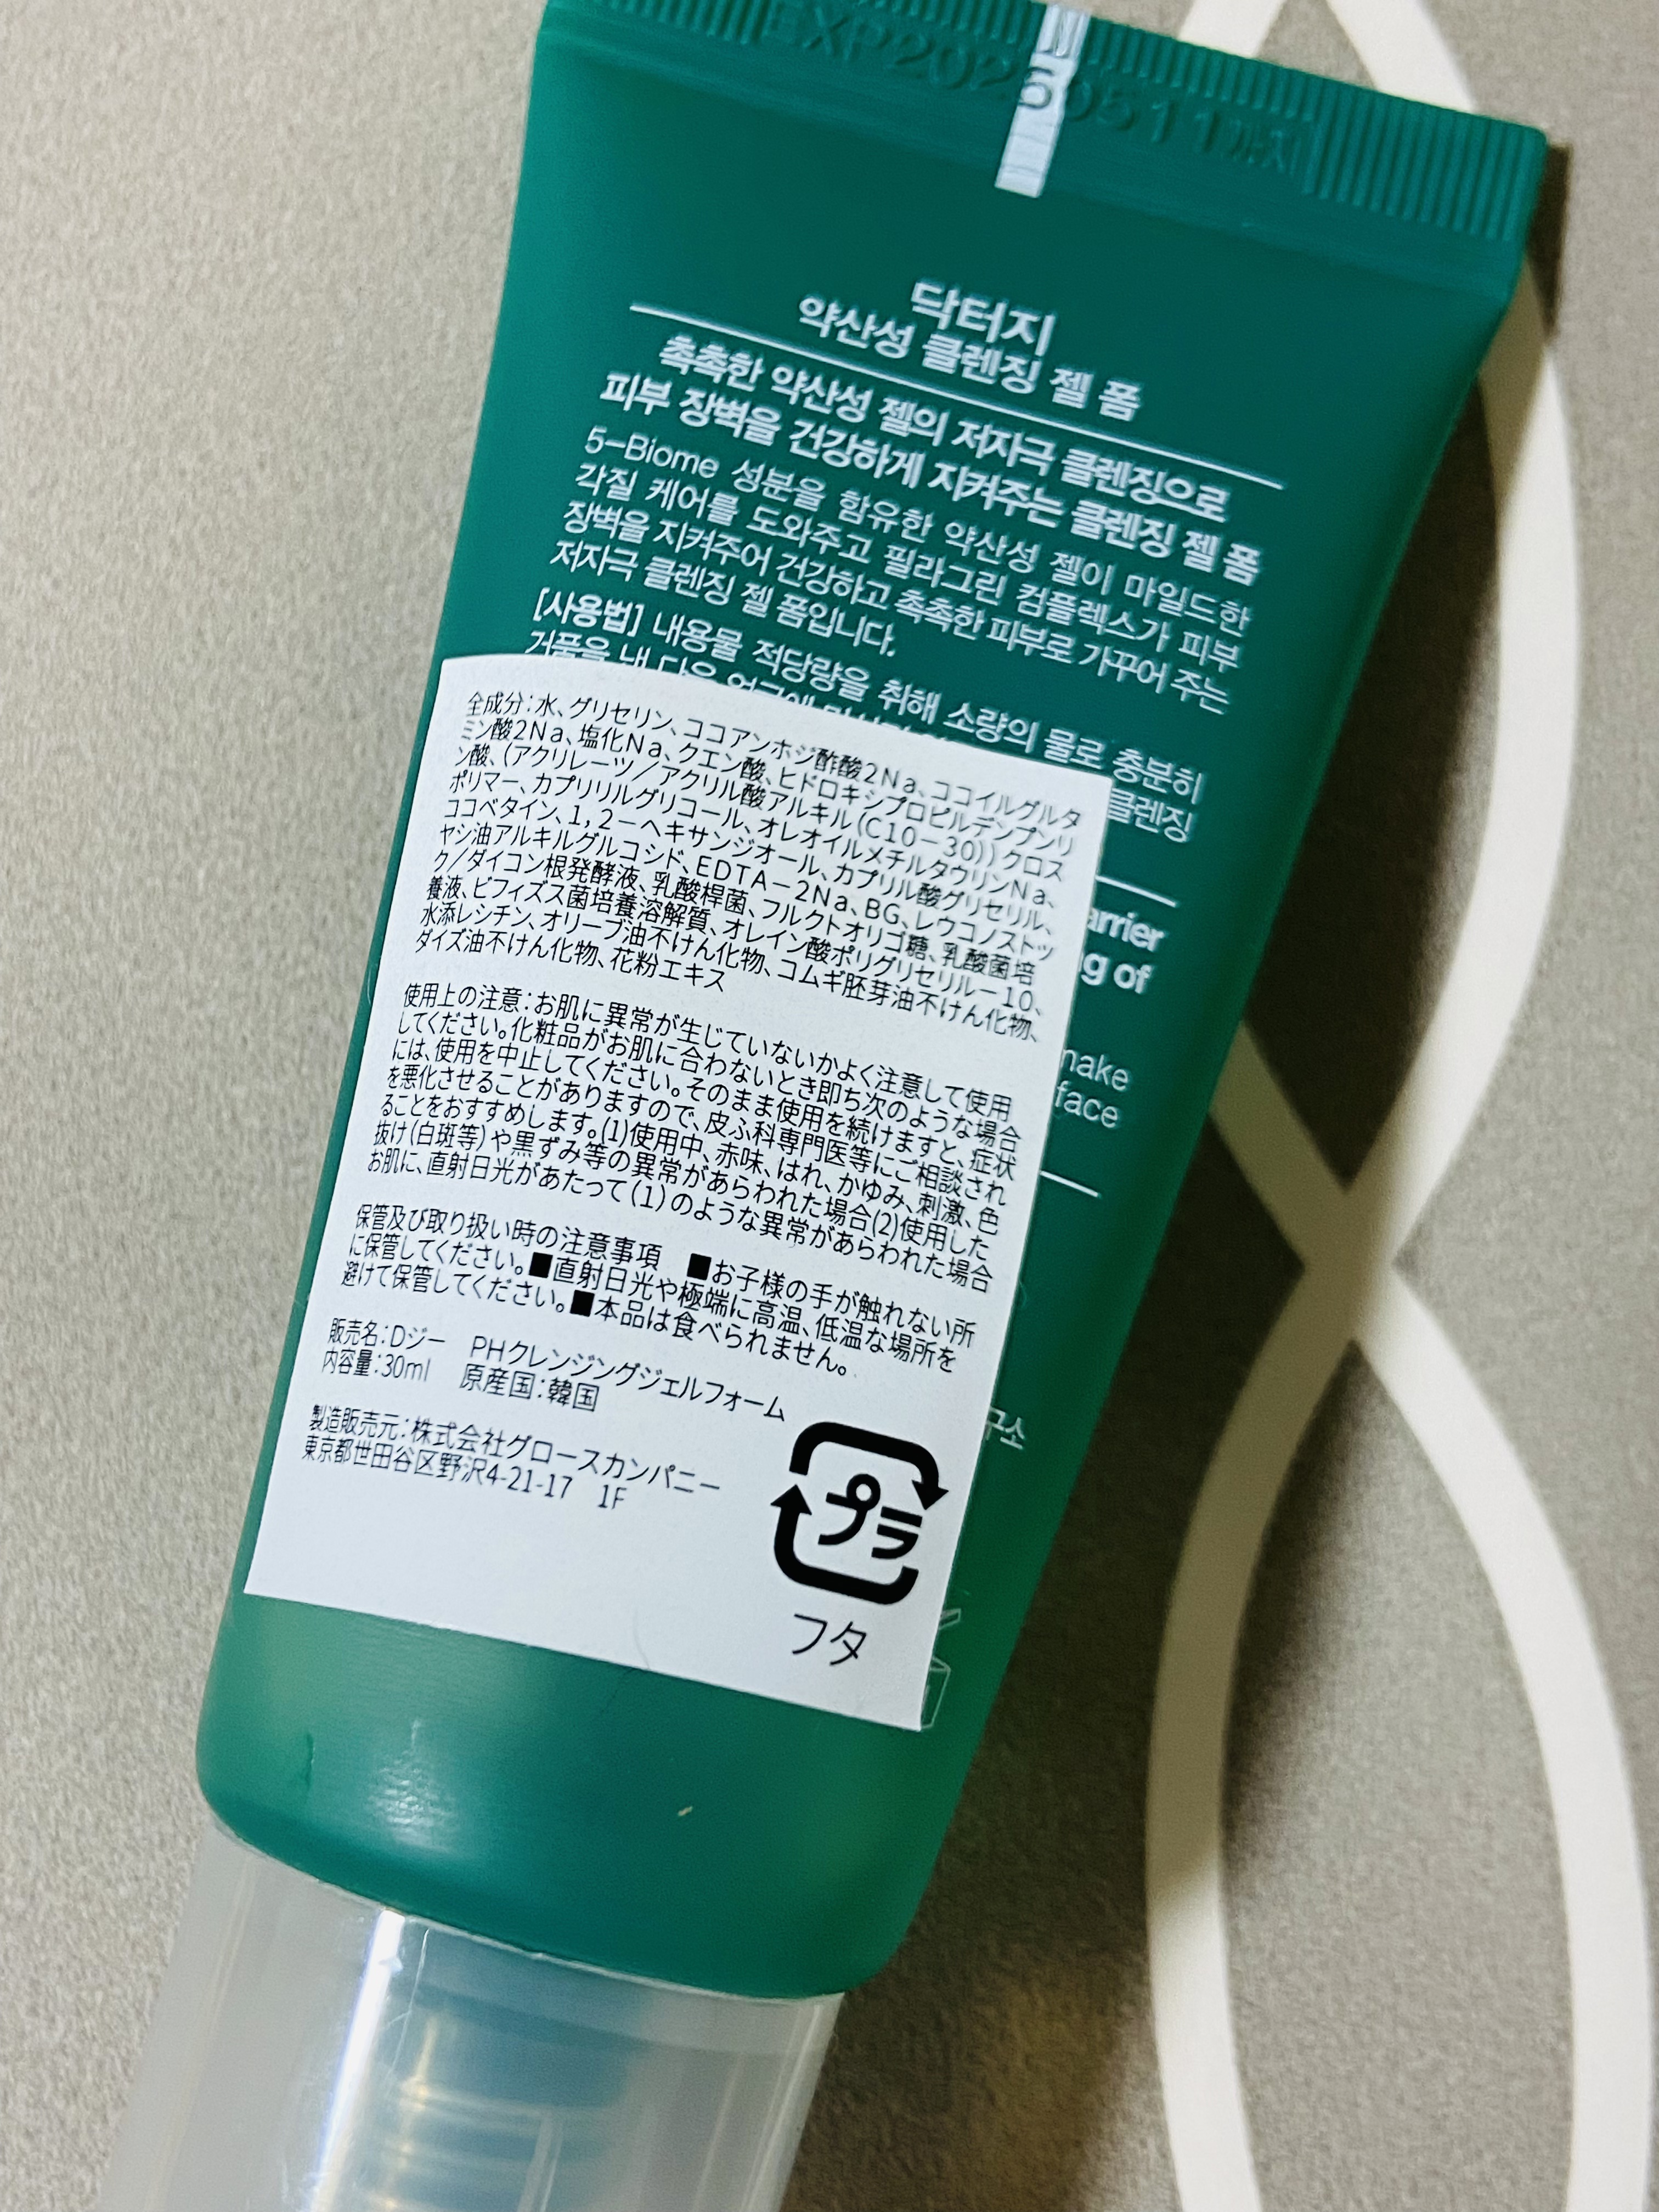 EXP20260511까지
닥터지
약산성 클렌징 젤 폼
촉촉한 약산성 젤의 저자극 클렌징으로
피부 장벽을 건강하게 지켜주는 클렌징 젤 폼
5-Biome 성분을 함유한 약산성 젤이 마일드한
각질 케어를 도와주고 필라그린 컴플렉스가 피부
장벽을 지켜주어 건강하고 촉촉한 피부로 가꾸어 주는
저자극 클렌징 젤 폼입니다.
[사용법] 내용물 적당량을 취해 소량의 물로 충분히
거품을 낸 다음 얼굴에
클렌징
arrier
g of
make
face
구소
全成分：水、グリセリン、ココアンホジ酢酸2Na、ココイルグルタ
ミン酸2Na、塩化Na、クエン酸、ヒドロキシプロピルデンプンリ
ン酸、(アクリレーツ／アクリル酸アルキル(C10－30))クロス
ポリマー、カプリリルグリコール、オレオイルメチルタウリンNa、
ココベタイン、1，2－ヘキサンジオール、カプリル酸グリセリル、
ヤシ油アルキルグルコシド、EDTA－2Na、BG、レウコノストッ
ク／ダイコン根発酵液、乳酸桿菌、フルクトオリゴ糖、乳酸菌培
養液、ビフィズス菌培養溶解質、オレイン酸ポリグリセリル－10、
水添レシチン、オリーブ油不けん化物、コムギ胚芽油不けん化物、
ダイズ油不けん化物、花粉エキス
使用上の注意：お肌に異常が生じていないかよく注意して使用
してください。化粧品がお肌に合わないとき即ち次のような場合
には、使用を中止してください。そのまま使用を続けますと、症状
を悪化させることがありますので、皮ふ科専門医等にご相談され
ることをおすすめします。(1)使用中、赤味、はれ、かゆみ、刺激、色
抜け(白斑等)や黒ずみ等の異常があらわれた場合(2)使用した
お肌に、直射日光があたって(1)のような異常があらわれた場合
保管及び取り扱い時の注意事項 ■お子様の手が触れない所
に保管してください。■直射日光や極端に高温、低温な場所を
避けて保管してください。■本品は食べられません。
販売名：Dジー PHクレンジングジェルフォーム
内容量：30ml 原産国：韓国
製造販売元：株式会社グロースカンパニー
東京都世田谷区野沢4-21-17 1F
プラ
フタ